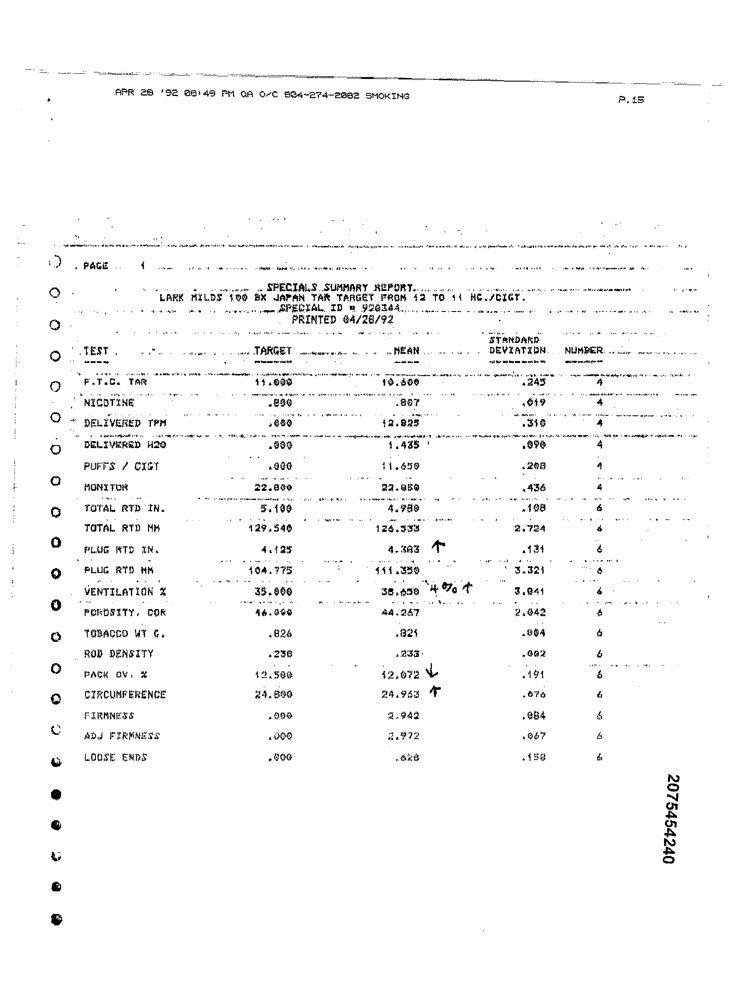 APR 28 '92 08:49 PM QA O/C 804-274-2082 SMOKING P.15
PAGE 1
SPECIALS SUMMARY REPORT
LARK MILDS 100 BX JAPAN TAR TARGET FROM 12 TO 11 MG./CIGT.
SPECIAL ID # 920344
PRINTED 04/28/92
STANDARD
TEST TARGET MEAN DEVIATION NUMBER
F.T.C. TAR 11.000 10.600 .245 4
NICOTINE .800 .807 .019 4
DELIVERED TPM .000 12.825 .310 4
DELIVERED H2O .000 1.435 .090 4
PUFFS / CIGT .000 11.650 .208 4
MONITOR 22.800 22.050 .436 4
TOTAL RTD IN. 5.100 4.980 .108 6
TOTAL RTD MM 129.540 126.533 2.724 6
PLUG RTD IN. 4.125 4.383 ↑ .131 6
PLUG RTD MM 104.775 111.350 3.321 6
VENTILATION % 35.000 38.650 4% ↑ 3.041 6
POROSITY, COR 46.000 44.267 2.042 6
TOBACCO WT G. .826 .821 .004 6
ROD DENSITY .238 .233 .002 6
PACK OV. % 12.500 12.072 ↓ .191 6
CIRCUMFERENCE 24.800 24.963 ↑ .076 6
FIRMNESS .000 2.942 .084 6
ADJ FIRMNESS .000 2.972 .067 6
LOOSE ENDS .000 .628 .158 6
2075454240